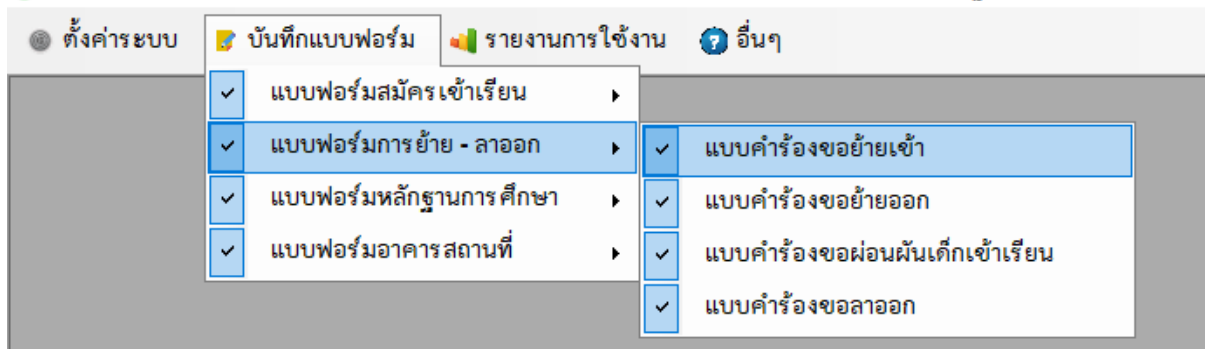 ตั้งค่าระบบ บันทึกแบบฟอร์ม รายงานการใช้งาน อื่นๆ
แบบฟอร์มสมัครเข้าเรียน
แบบฟอร์มการย้าย - ลาออก
แบบฟอร์มหลักฐานการศึกษา
แบบฟอร์มอาคารสถานที่
แบบคำร้องขอย้ายเข้า
แบบคำร้องขอย้ายออก
แบบคำร้องขอผ่อนผันเด็กเข้าเรียน
แบบคำร้องขอลาออก